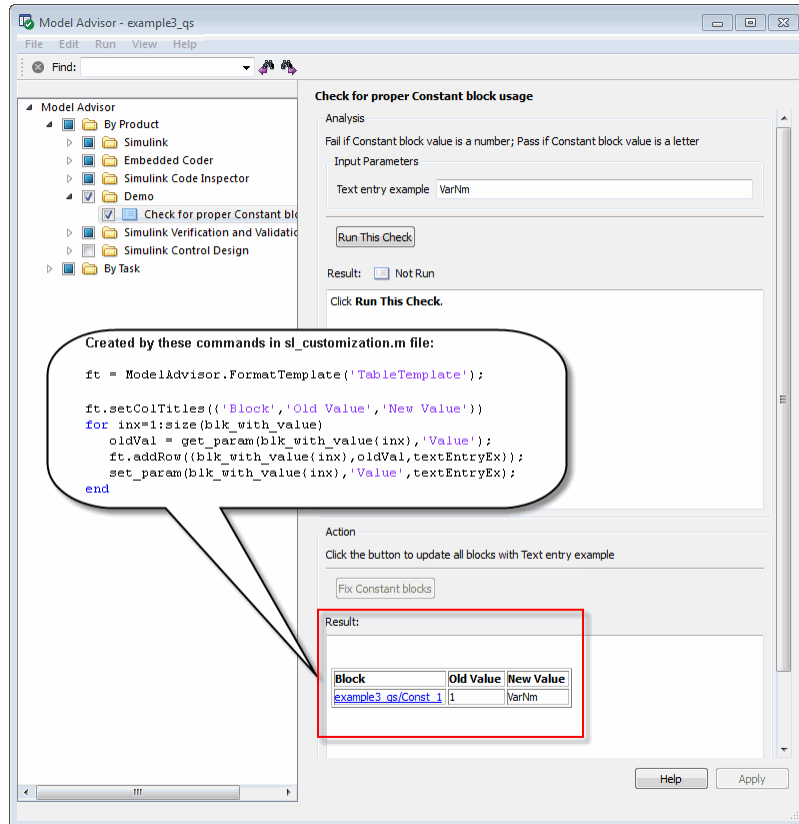 Model Advisor - example3_qs
File Edit Run View Help
Find:
Model Advisor
By Product
Simulink
Embedded Coder
Simulink Code Inspector
Demo
Check for proper Constant blo
Simulink Verification and Validatio
Simulink Control Design
By Task
Check for proper Constant block usage
Analysis
Fail if Constant block value is a number; Pass if Constant block value is a letter
Input Parameters
Text entry example VarNm
Run This Check
Result: Not Run
Click Run This Check.
Created by these commands in sl_customization.m file:
ft = ModelAdvisor.FormatTemplate('TableTemplate');
ft.setColTitles({'Block','Old Value','New Value'})
for inx=1:size(blk_with_value)
oldVal = get_param(blk_with_value{inx},'Value');
ft.addRow({blk_with_value{inx},oldVal,textEntryEx});
set_param(blk_with_value{inx},'Value',textEntryEx);
end
Action
Click the button to update all blocks with Text entry example
Fix Constant blocks
Result:
Block Old Value New Value
example3_qs/Const_1 1 VarNm
Help Apply